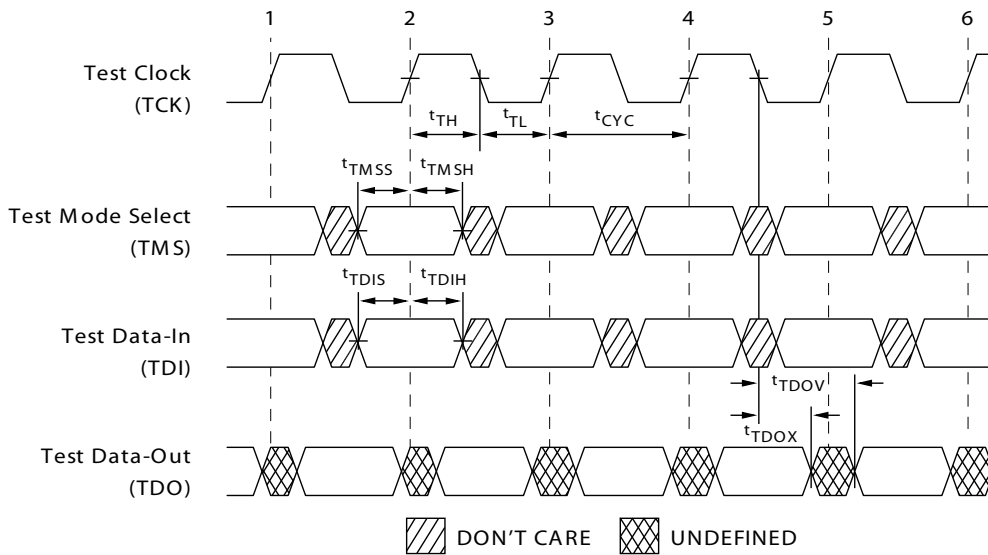 1 2 3 4 5 6
Test Clock
(TCK)
tTH tTL tCYC
tTMSS tTMSH
Test Mode Select
(TMS)
tTDIS tTDIH
Test Data-In
(TDI)
tTDOV
tTDOX
Test Data-Out
(TDO)
DON'T CARE UNDEFINED